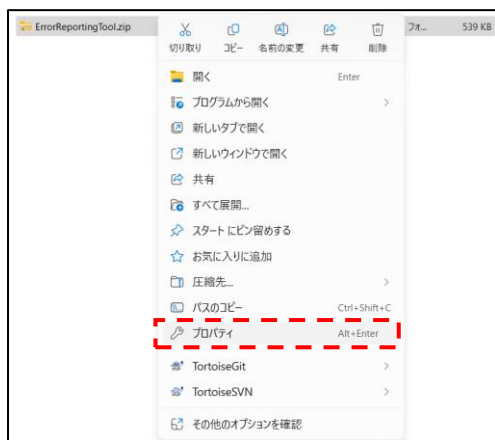 ErrorReportingTool.zip フォ... 539 KB
切り取り コピー 名前の変更 共有 削除
開く Enter
プログラムから開く
新しいタブで開く
新しいウィンドウで開く
共有
すべて展開...
スタート にピン留めする
お気に入りに追加
圧縮先...
パスのコピー Ctrl+Shift+C
プロパティ Alt+Enter
TortoiseGit
TortoiseSVN
その他のオプションを確認